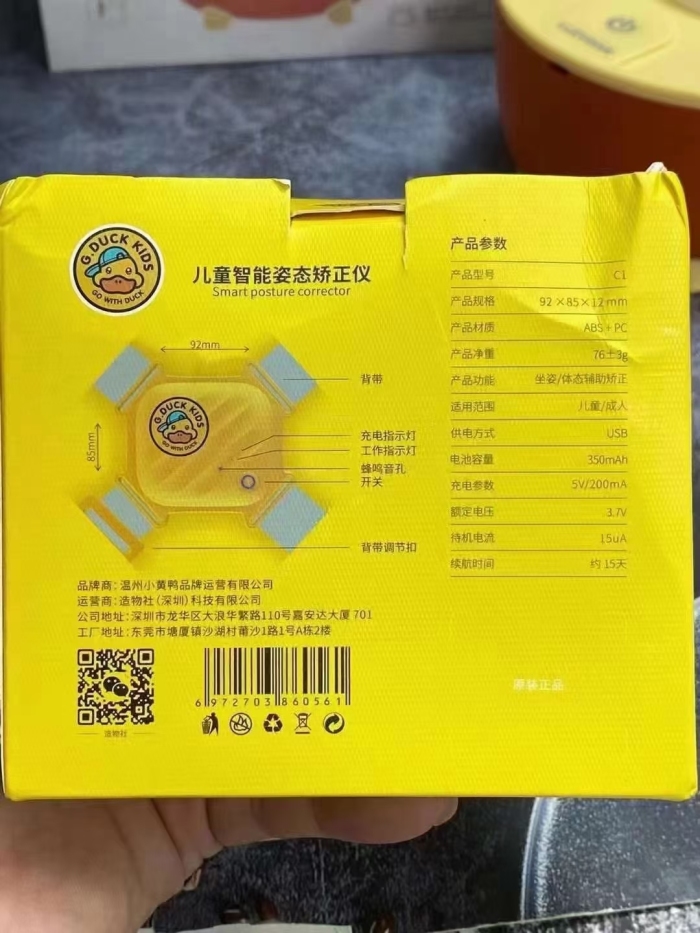 G.DUCK KIDS
GO WITH DUCK
儿童智能姿态矫正仪
Smart posture corrector
92mm
85mm
G.DUCK KIDS
GO WITH DUCK
背带
充电指示灯
工作指示灯
蜂鸣音孔
开关
背带调节扣
产品参数
产品型号 C1
产品规格 92×85×12mm
产品材质 ABS+PC
产品净重 76±3g
产品功能 坐姿/体态辅助矫正
适用范围 儿童/成人
供电方式 USB
电池容量 350mAh
充电参数 5V/200mA
额定电压 3.7V
待机电流 15uA
续航时间 约15天
品牌商:温州小黄鸭品牌运营有限公司
运营商:造物社(深圳)科技有限公司
公司地址:深圳市龙华区大浪华繁路110号嘉安达大厦701
工厂地址:东莞市塘厦镇沙湖村莆沙1路1号A栋2楼
造物社
6 972703 860561
原装正品